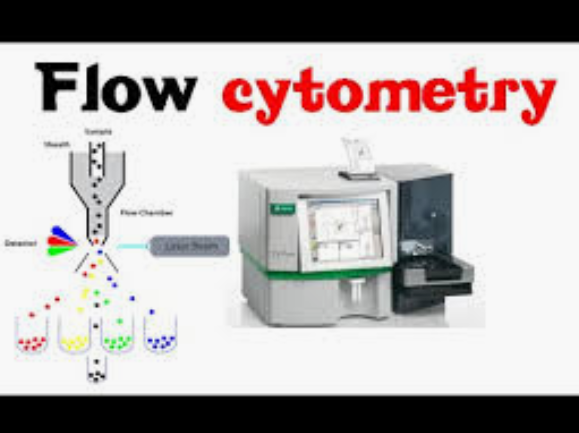 Flow cytometry
Sample
Sheath
Flow Chamber
Detector
Laser Beam